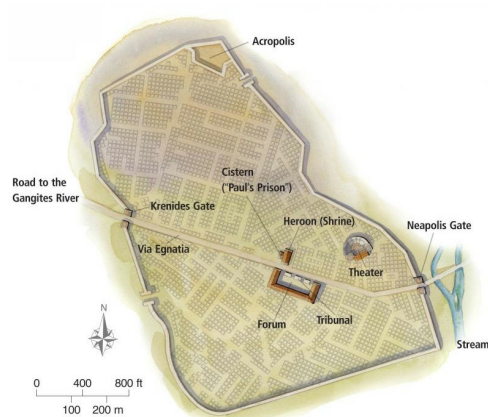 Acropolis
Cistern
("Paul's Prison")
Road to the
Gangites River
Krenides Gate
Heroon (Shrine)
Neapolis Gate
Via Egnatia
Theater
Forum
Tribunal
Stream
N
0 400 800 ft
100 200 m